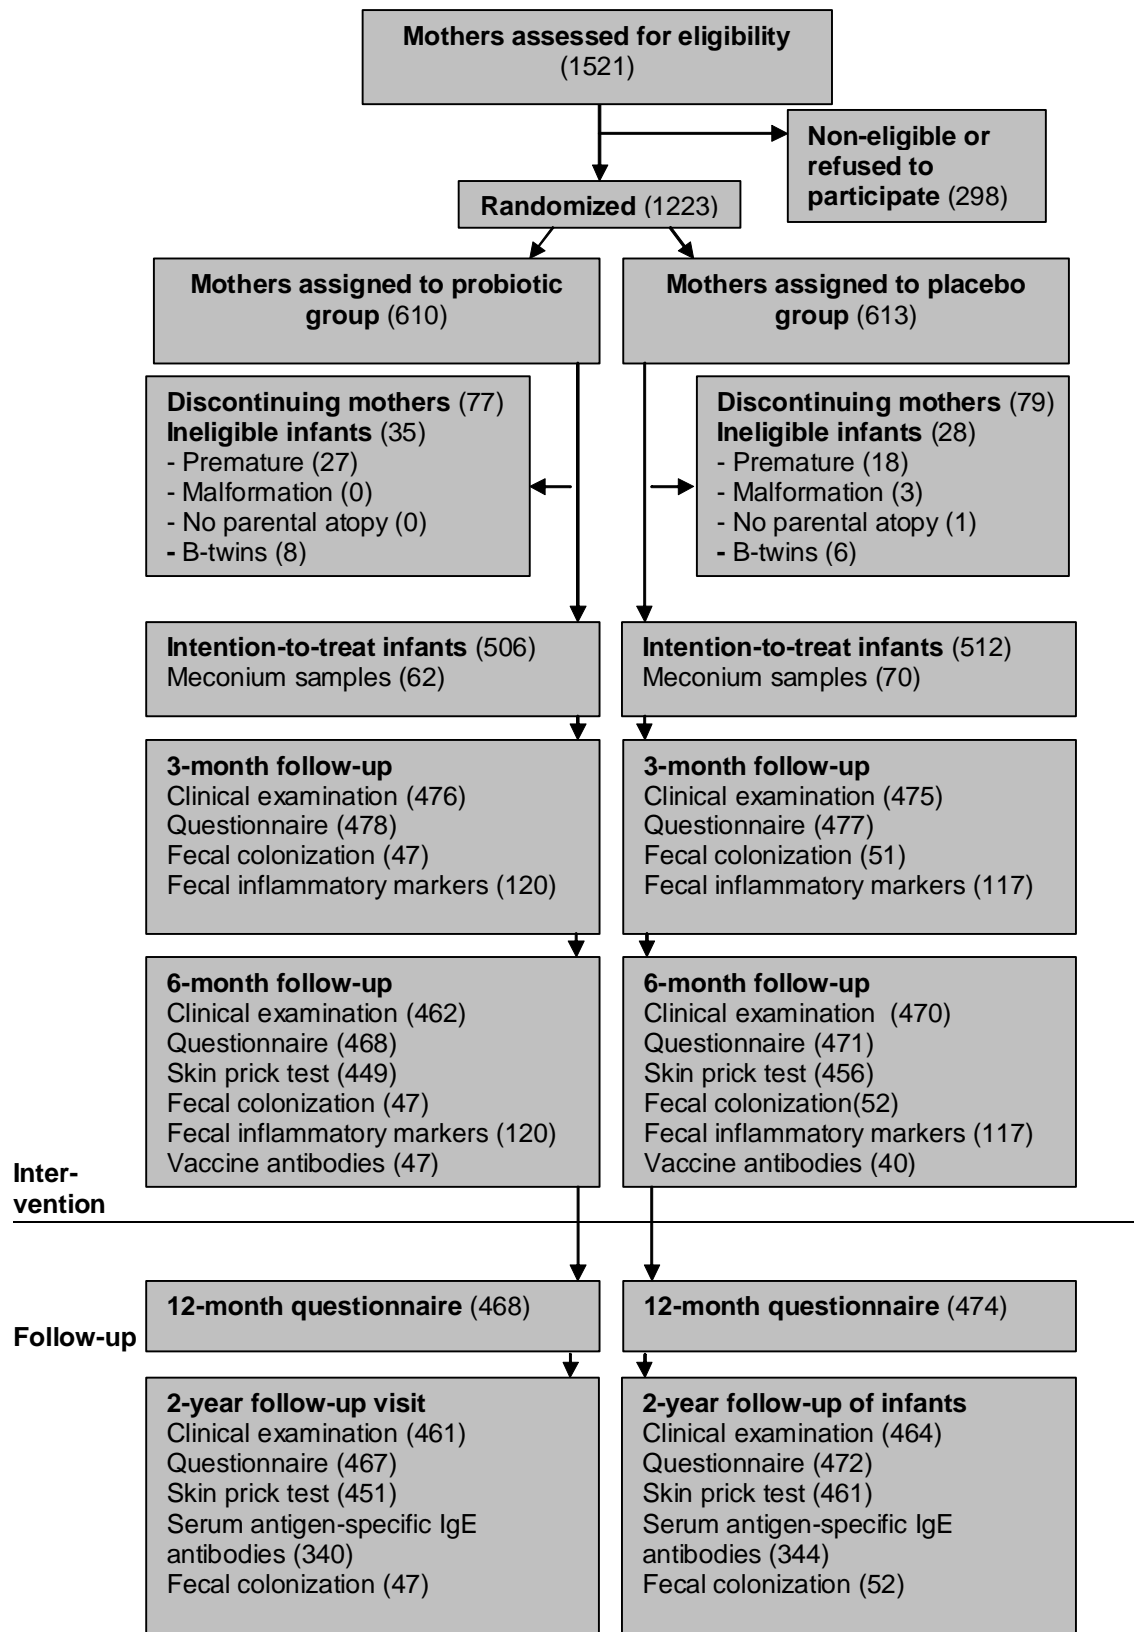 Mothers assessed for eligibility
(1521)
Non-eligible or
refused to
participate (298)
Randomized (1223)
Mothers assigned to probiotic
group (610)
Mothers assigned to placebo
group (613)
Discontinuing mothers (77)
Ineligible infants (35)
- Premature (27)
- Malformation (0)
- No parental atopy (0)
- B-twins (8)
Discontinuing mothers (79)
Ineligible infants (28)
- Premature (18)
- Malformation (3)
- No parental atopy (1)
- B-twins (6)
Intention-to-treat infants (506)
Meconium samples (62)
Intention-to-treat infants (512)
Meconium samples (70)
3-month follow-up
Clinical examination (476)
Questionnaire (478)
Fecal colonization (47)
Fecal inflammatory markers (120)
3-month follow-up
Clinical examination (475)
Questionnaire (477)
Fecal colonization (51)
Fecal inflammatory markers (117)
6-month follow-up
Clinical examination (462)
Questionnaire (468)
Skin prick test (449)
Fecal colonization (47)
Fecal inflammatory markers (120)
Vaccine antibodies (47)
6-month follow-up
Clinical examination  (470)
Questionnaire (471)
Skin prick test (456)
Fecal colonization(52)
Fecal inflammatory markers (117)
Vaccine antibodies (40)
Inter-
vention
12-month questionnaire (468)
12-month questionnaire (474)
Follow-up
2-year follow-up visit
Clinical examination (461)
Questionnaire (467)
Skin prick test (451)
Serum antigen-specific IgE
antibodies (340)
Fecal colonization (47)
2-year follow-up of infants
Clinical examination (464)
Questionnaire (472)
Skin prick test (461)
Serum antigen-specific IgE
antibodies (344)
Fecal colonization (52)